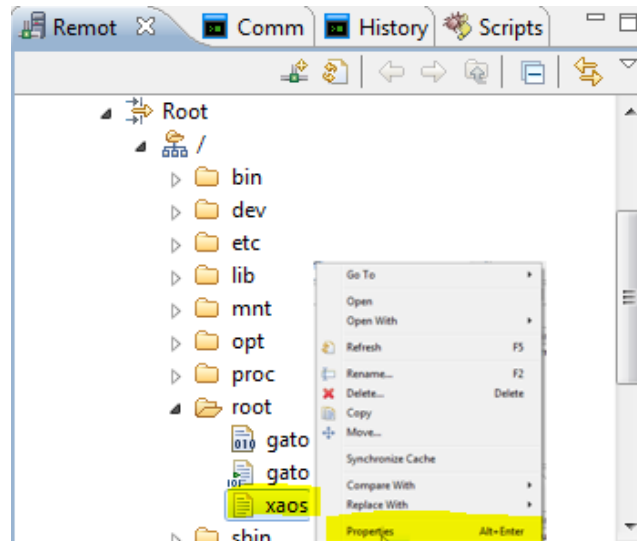 Remot Comm History Scripts
Root
/
bin
dev
etc
lib
mnt
opt
proc
root
gato
gato
xaos
sbin
Go To
Open
Open With
Refresh F5
Rename... F2
Delete... Delete
Copy
Move...
Synchronize Cache
Compare With
Replace With
Properties Alt+Enter